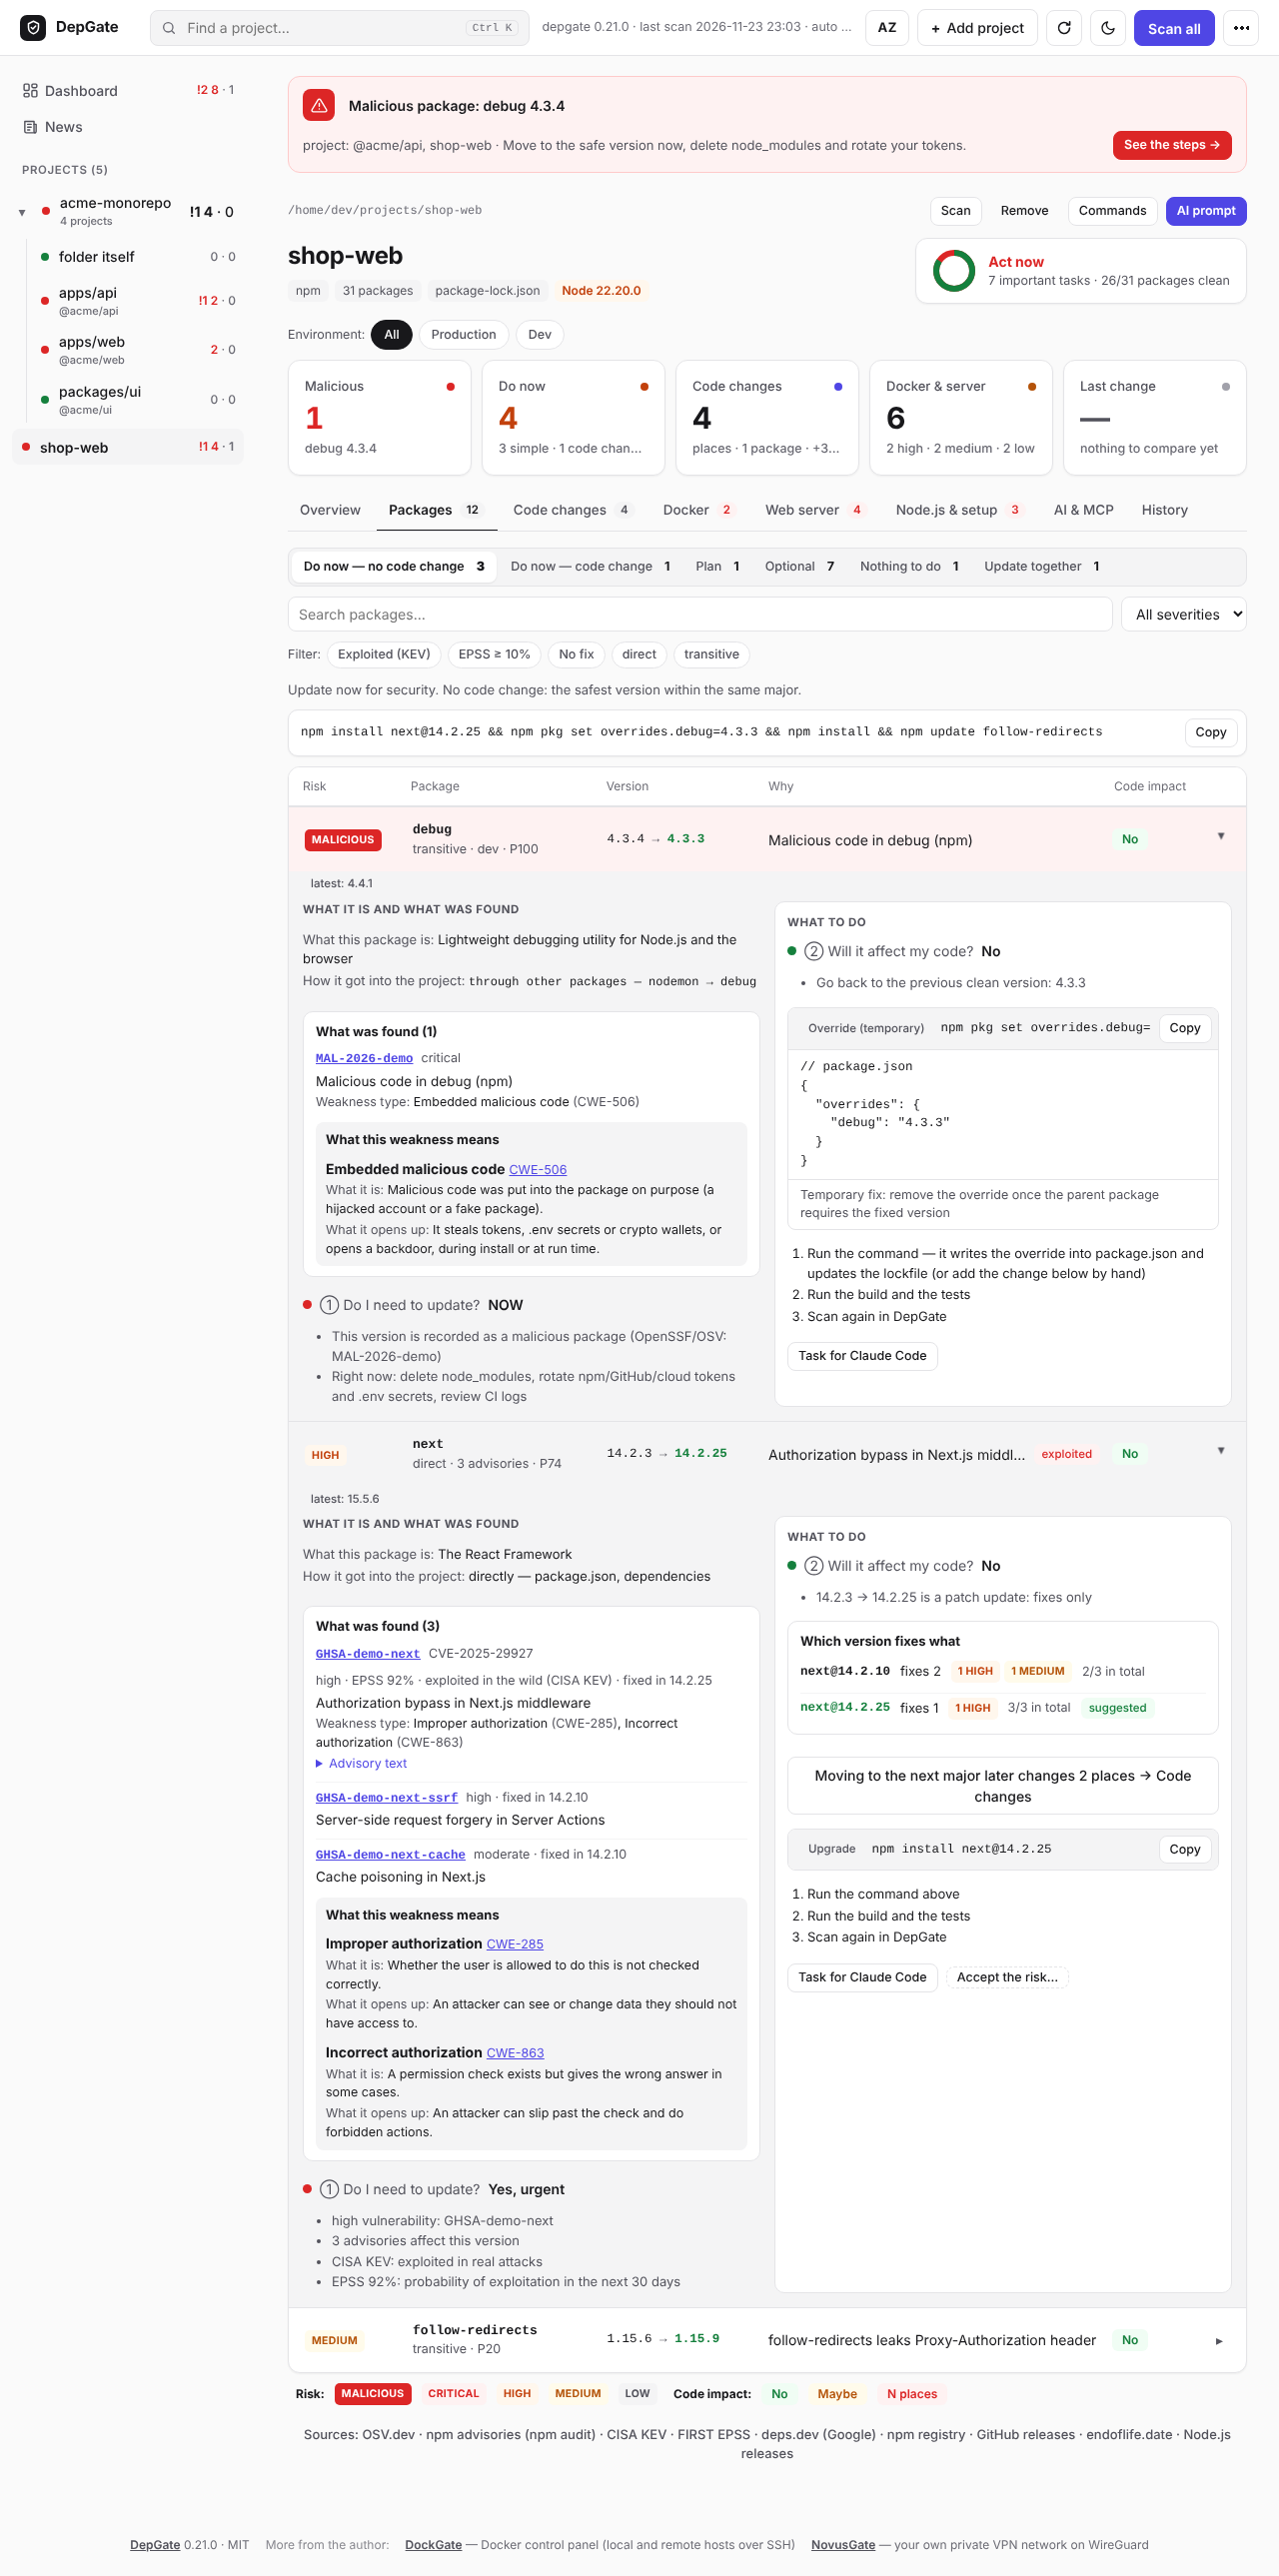 DepGate
Find a project...
Ctrl K
depgate 0.21.0 · last scan 2026-11-23 23:03 · auto ...
AZ
+ Add project
Scan all
Dashboard
!2 8 · 1
News
PROJECTS (5)
acme-monorepo
4 projects
!1 4 · 0
folder itself
0 · 0
apps/api
@acme/api
!1 2 · 0
apps/web
@acme/web
2 · 0
packages/ui
@acme/ui
0 · 0
shop-web
!1 4 · 1
Malicious package: debug 4.3.4
project: @acme/api, shop-web · Move to the safe version now, delete node_modules and rotate your tokens.
See the steps →
/home/dev/projects/shop-web
Scan
Remove
Commands
AI prompt
shop-web
npm
31 packages
package-lock.json
Node 22.20.0
Act now
7 important tasks · 26/31 packages clean
Environment:
All
Production
Dev
Malicious
1
debug 4.3.4
Do now
4
3 simple · 1 code chan...
Code changes
4
places · 1 package · +3...
Docker & server
6
2 high · 2 medium · 2 low
Last change
—
nothing to compare yet
Overview
Packages 12
Code changes 4
Docker 2
Web server 4
Node.js & setup 3
AI & MCP
History
Do now — no code change 3
Do now — code change 1
Plan 1
Optional 7
Nothing to do 1
Update together 1
Search packages...
All severities
Filter:
Exploited (KEV)
EPSS ≥ 10%
No fix
direct
transitive
Update now for security. No code change: the safest version within the same major.
npm install next@14.2.25 && npm pkg set overrides.debug=4.3.3 && npm install && npm update follow-redirects
Copy
Risk
Package
Version
Why
Code impact
MALICIOUS
debug
transitive · dev · P100
4.3.4 → 4.3.3
Malicious code in debug (npm)
No
latest: 4.4.1
WHAT IT IS AND WHAT WAS FOUND
What this package is: Lightweight debugging utility for Node.js and the
browser
How it got into the project: through other packages — nodemon → debug
What was found (1)
MAL-2026-demo critical
Malicious code in debug (npm)
Weakness type: Embedded malicious code (CWE-506)
What this weakness means
Embedded malicious code CWE-506
What it is: Malicious code was put into the package on purpose (a
hijacked account or a fake package).
What it opens up: It steals tokens, .env secrets or crypto wallets, or
opens a backdoor, during install or at run time.
① Do I need to update? NOW
• This version is recorded as a malicious package (OpenSSF/OSV:
MAL-2026-demo)
• Right now: delete node_modules, rotate npm/GitHub/cloud tokens
and .env secrets, review CI logs
WHAT TO DO
② Will it affect my code? No
• Go back to the previous clean version: 4.3.3
Override (temporary)
npm pkg set overrides.debug=
Copy
// package.json
{
"overrides": {
"debug": "4.3.3"
}
}
Temporary fix: remove the override once the parent package
requires the fixed version
1. Run the command — it writes the override into package.json and
updates the lockfile (or add the change below by hand)
2. Run the build and the tests
3. Scan again in DepGate
Task for Claude Code
HIGH
next
direct · 3 advisories · P74
14.2.3 → 14.2.25
Authorization bypass in Next.js middl...
exploited
No
latest: 15.5.6
WHAT IT IS AND WHAT WAS FOUND
What this package is: The React Framework
How it got into the project: directly — package.json, dependencies
What was found (3)
GHSA-demo-next CVE-2025-29927
high · EPSS 92% · exploited in the wild (CISA KEV) · fixed in 14.2.25
Authorization bypass in Next.js middleware
Weakness type: Improper authorization (CWE-285), Incorrect
authorization (CWE-863)
Advisory text
GHSA-demo-next-ssrf high · fixed in 14.2.10
Server-side request forgery in Server Actions
GHSA-demo-next-cache moderate · fixed in 14.2.10
Cache poisoning in Next.js
What this weakness means
Improper authorization CWE-285
What it is: Whether the user is allowed to do this is not checked
correctly.
What it opens up: An attacker can see or change data they should not
have access to.
Incorrect authorization CWE-863
What it is: A permission check exists but gives the wrong answer in
some cases.
What it opens up: An attacker can slip past the check and do
forbidden actions.
① Do I need to update? Yes, urgent
• high vulnerability: GHSA-demo-next
• 3 advisories affect this version
• CISA KEV: exploited in real attacks
• EPSS 92%: probability of exploitation in the next 30 days
WHAT TO DO
② Will it affect my code? No
• 14.2.3 → 14.2.25 is a patch update: fixes only
Which version fixes what
next@14.2.10 fixes 2 1 HIGH 1 MEDIUM 2/3 in total
next@14.2.25 fixes 1 1 HIGH 3/3 in total suggested
Moving to the next major later changes 2 places → Code
changes
Upgrade
npm install next@14.2.25
Copy
1. Run the command above
2. Run the build and the tests
3. Scan again in DepGate
Task for Claude Code
Accept the risk...
MEDIUM
follow-redirects
transitive · P20
1.15.6 → 1.15.9
follow-redirects leaks Proxy-Authorization header
No
Risk: MALICIOUS CRITICAL HIGH MEDIUM LOW Code impact: No Maybe N places
Sources: OSV.dev · npm advisories (npm audit) · CISA KEV · FIRST EPSS · deps.dev (Google) · npm registry · GitHub releases · endoflife.date · Node.js
releases
DepGate 0.21.0 · MIT More from the author: DockGate — Docker control panel (local and remote hosts over SSH) NovusGate — your own private VPN network on WireGuard